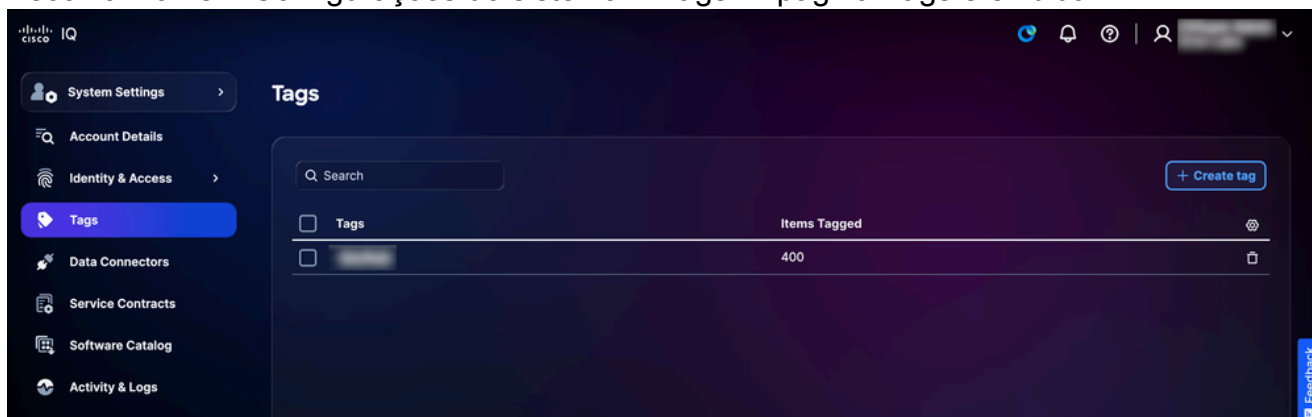 cisco IQ
System Settings
Tags
Account Details
Identity & Access
Search
+ Create tag
Tags
Tags
Items Tagged
Data Connectors
400
Service Contracts
Software Catalog
Activity & Logs
Feedback